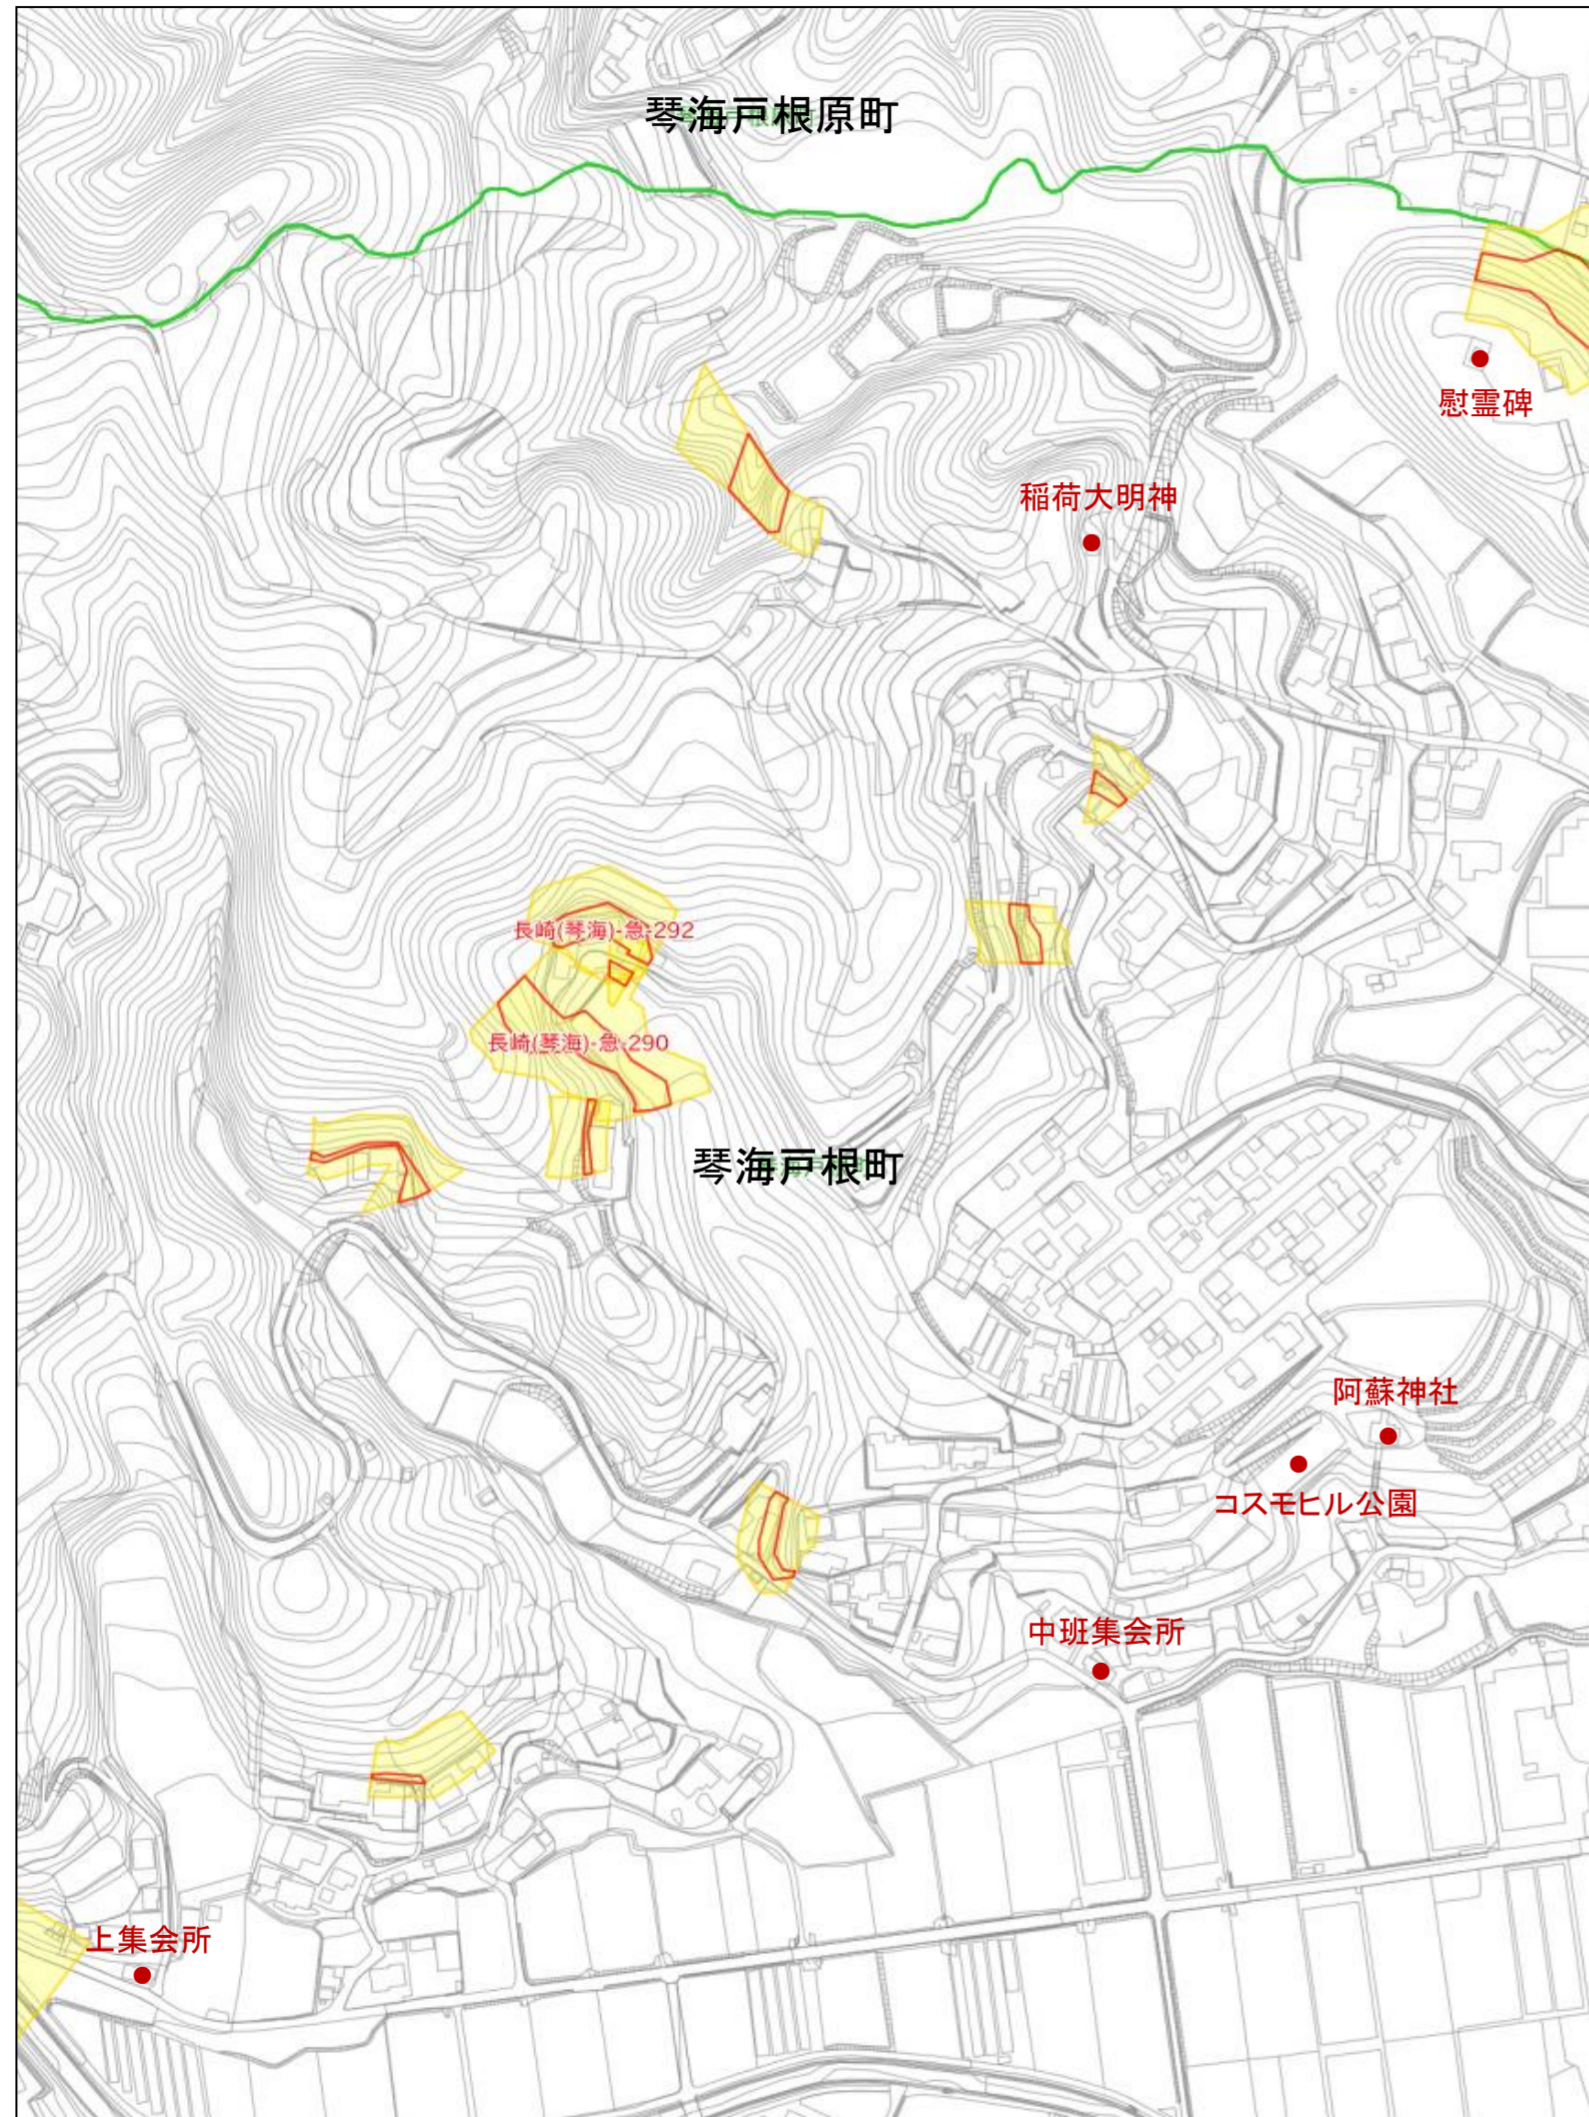 琴海戸根原町
慰霊碑
稲荷大明神
長崎(琴海)-急-292
長崎(琴海)-急-290
琴海戸根町
阿蘇神社
コスモヒル公園
中班集会所
上集会所